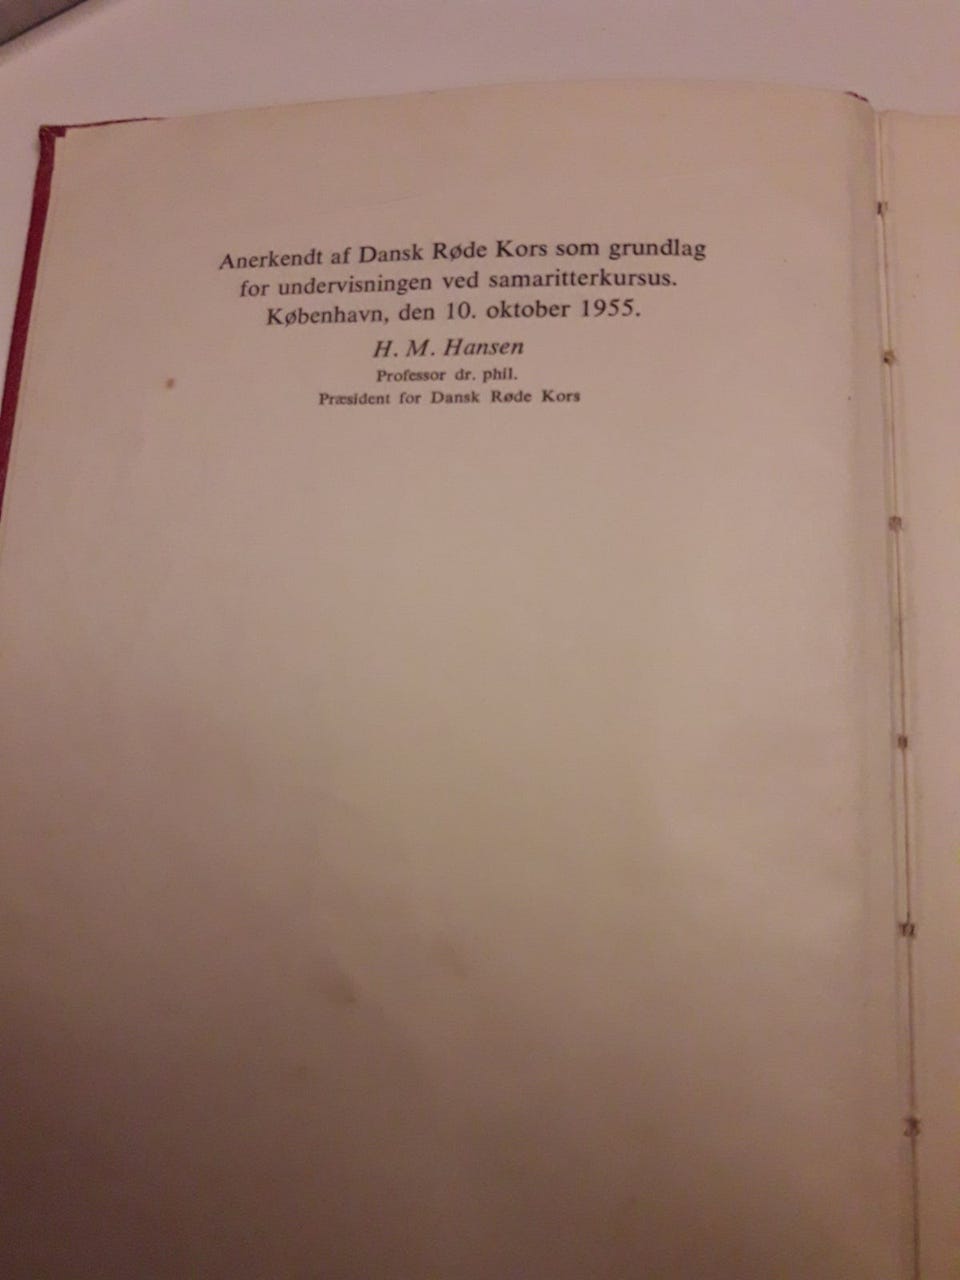 Anerkendt af Dansk Røde Kors som grundlag
for undervisningen ved samaritterkursus.
København, den 10. oktober 1955.
H. M. Hansen
Professor dr. phil.
Præsident for Dansk Røde Kors